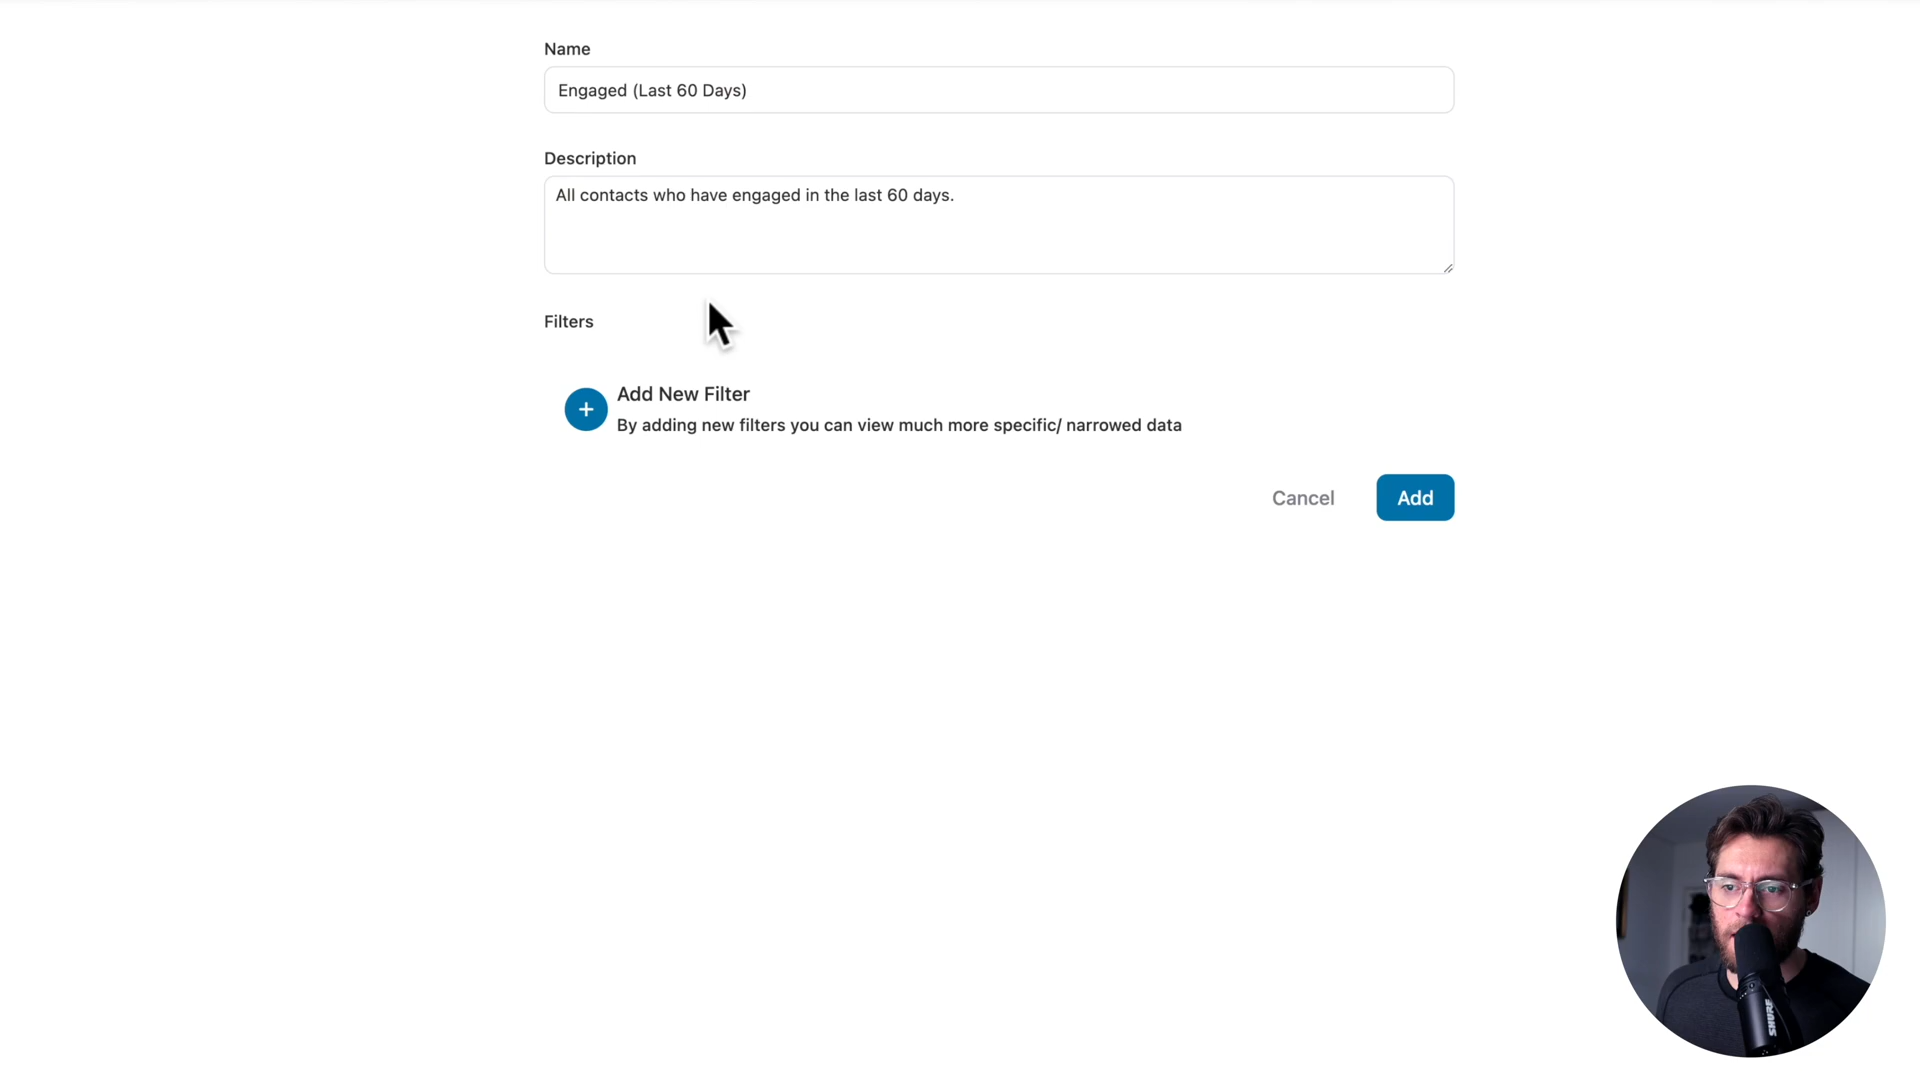 Name
Engaged (Last 60 Days)
Description
All contacts who have engaged in the last 60 days.
Filters
Add New Filter
By adding new filters you can view much more specific/ narrowed data
Cancel
Add
SHURE